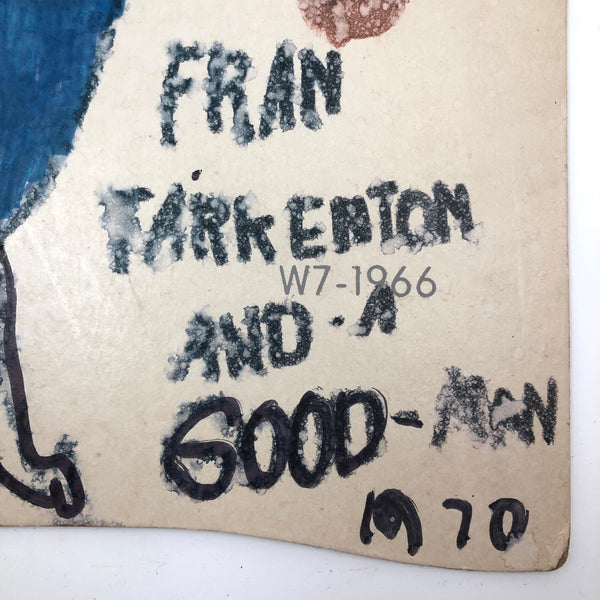 FRAN
TARKENTON
W7-1966
AND·A
GOOD-MAN
1970